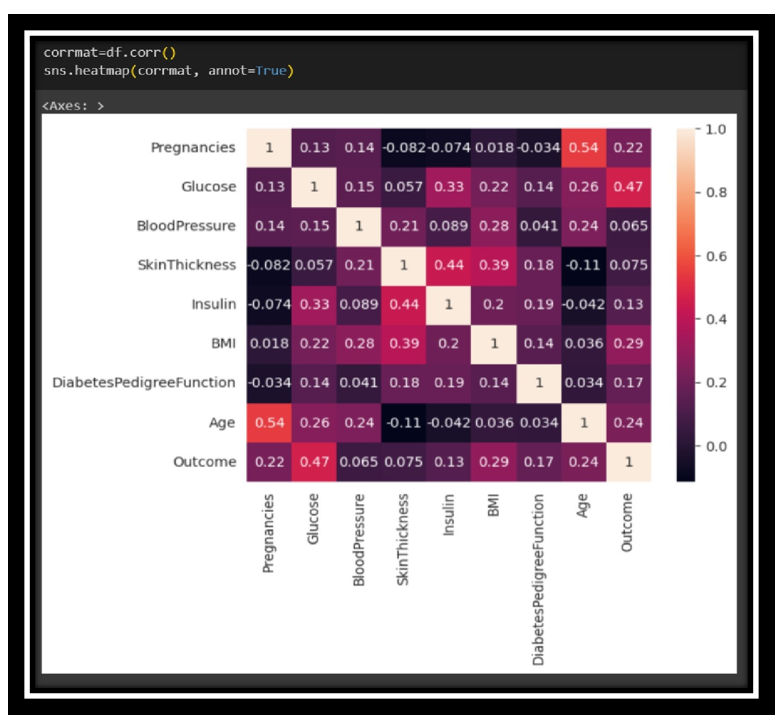 corrmat=df.corr()
sns.heatmap(corrmat, annot=True)
<Axes: >
Pregnancies 1 0.13 0.14 -0.082 -0.074 0.018 -0.034 0.54 0.22
Glucose 0.13 1 0.15 0.057 0.33 0.22 0.14 0.26 0.47
BloodPressure 0.14 0.15 1 0.21 0.089 0.28 0.041 0.24 0.065
SkinThickness -0.082 0.057 0.21 1 0.44 0.39 0.18 -0.11 0.075
Insulin -0.074 0.33 0.089 0.44 1 0.2 0.19 -0.042 0.13
BMI 0.018 0.22 0.28 0.39 0.2 1 0.14 0.036 0.29
DiabetesPedigreeFunction -0.034 0.14 0.041 0.18 0.19 0.14 1 0.034 0.17
Age 0.54 0.26 0.24 -0.11 -0.042 0.036 0.034 1 0.24
Outcome 0.22 0.47 0.065 0.075 0.13 0.29 0.17 0.24 1
Pregnancies
Glucose
BloodPressure
SkinThickness
Insulin
BMI
DiabetesPedigreeFunction
Age
Outcome
1.0
0.8
0.6
0.4
0.2
0.0